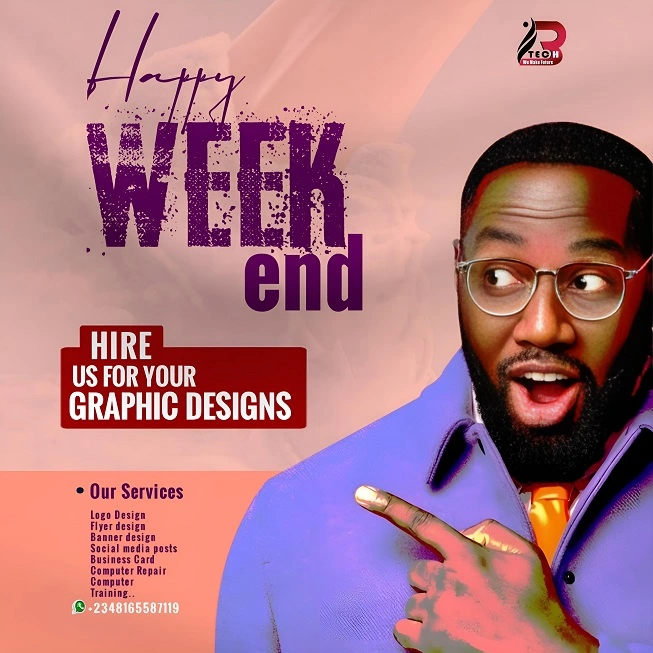 Happy
WEEK
end
BR
TECH
We Make Future
HIRE
US FOR YOUR
GRAPHIC DESIGNS
• Our Services
Logo Design
Flyer design
Banner design
Social media posts
Business Card
Computer Repair
Computer
Training..
+2348165587119